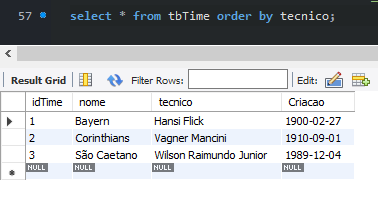 57 select * from tbTime order by tecnico;
Result Grid Filter Rows: Edit:
idTime nome tecnico Criacao
1 Bayern Hansi Flick 1900-02-27
2 Corinthians Vagner Mancini 1910-09-01
3 São Caetano Wilson Raimundo Junior 1989-12-04
NULL NULL NULL NULL